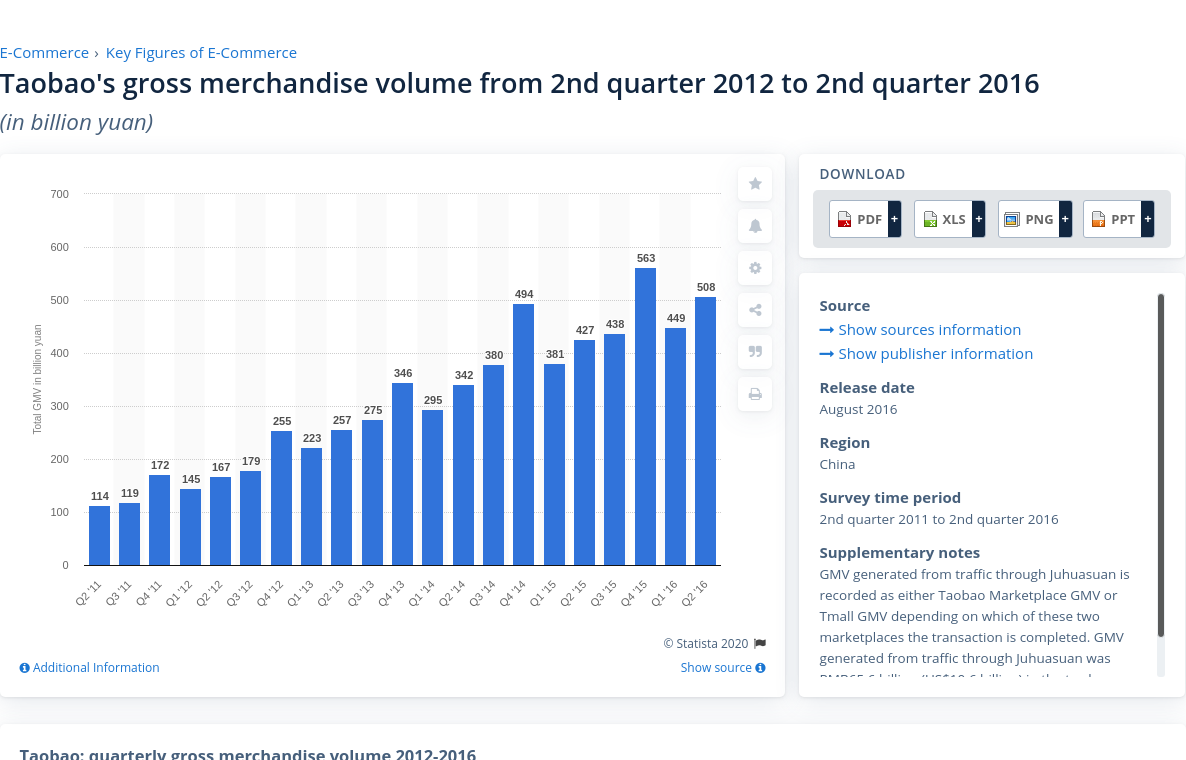 E-Commerce › Key Figures of E-Commerce
Taobao's gross merchandise volume from 2nd quarter 2012 to 2nd quarter 2016
(in billion yuan)
Total GMV in billion yuan
700
600
500
400
300
200
100
0
114
119
172
145
167
179
255
223
257
275
346
295
342
380
494
381
427
438
563
449
508
Q2 '11
Q3 '11
Q4 '11
Q1 '12
Q2 '12
Q3 '12
Q4 '12
Q1 '13
Q2 '13
Q3 '13
Q4 '13
Q1 '14
Q2 '14
Q3 '14
Q4 '14
Q1 '15
Q2 '15
Q3 '15
Q4 '15
Q1 '16
Q2 '16
© Statista 2020
Additional Information
Show source
DOWNLOAD
PDF + XLS + PNG + PPT +
Source
Show sources information
Show publisher information
Release date
August 2016
Region
China
Survey time period
2nd quarter 2011 to 2nd quarter 2016
Supplementary notes
GMV generated from traffic through Juhuasuan is
recorded as either Taobao Marketplace GMV or
Tmall GMV depending on which of these two
marketplaces the transaction is completed. GMV
generated from traffic through Juhuasuan was
Taobao: quarterly gross merchandise volume 2012-2016